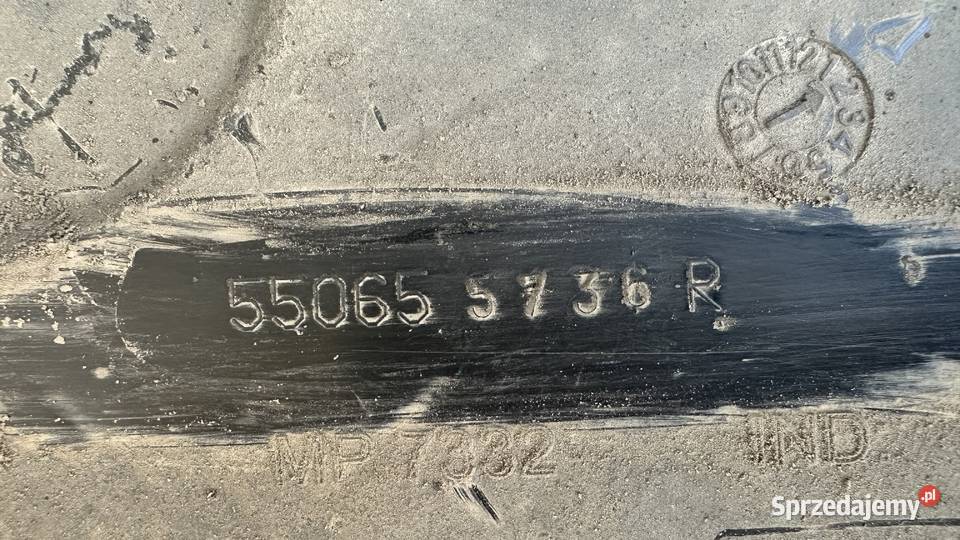 55065 5736 R
MP 7332
IND
Sprzedajemy.pl